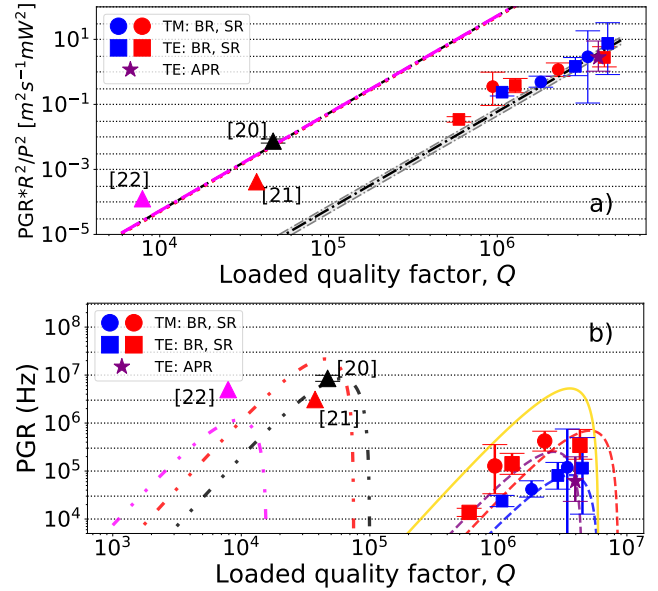 PGR*R²/P² [m²s⁻¹mW²]
10¹
10⁻¹
10⁻³
10⁻⁵
TM: BR, SR
TE: BR, SR
TE: APR
[20]
[22]
[21]
a)
10⁴
10⁵
10⁶
Loaded quality factor, Q
PGR (Hz)
10⁸
10⁷
10⁶
10⁵
10⁴
TM: BR, SR
TE: BR, SR
TE: APR
b)
[20]
[22]
[21]
10³
10⁴
10⁵
10⁶
10⁷
Loaded quality factor, Q